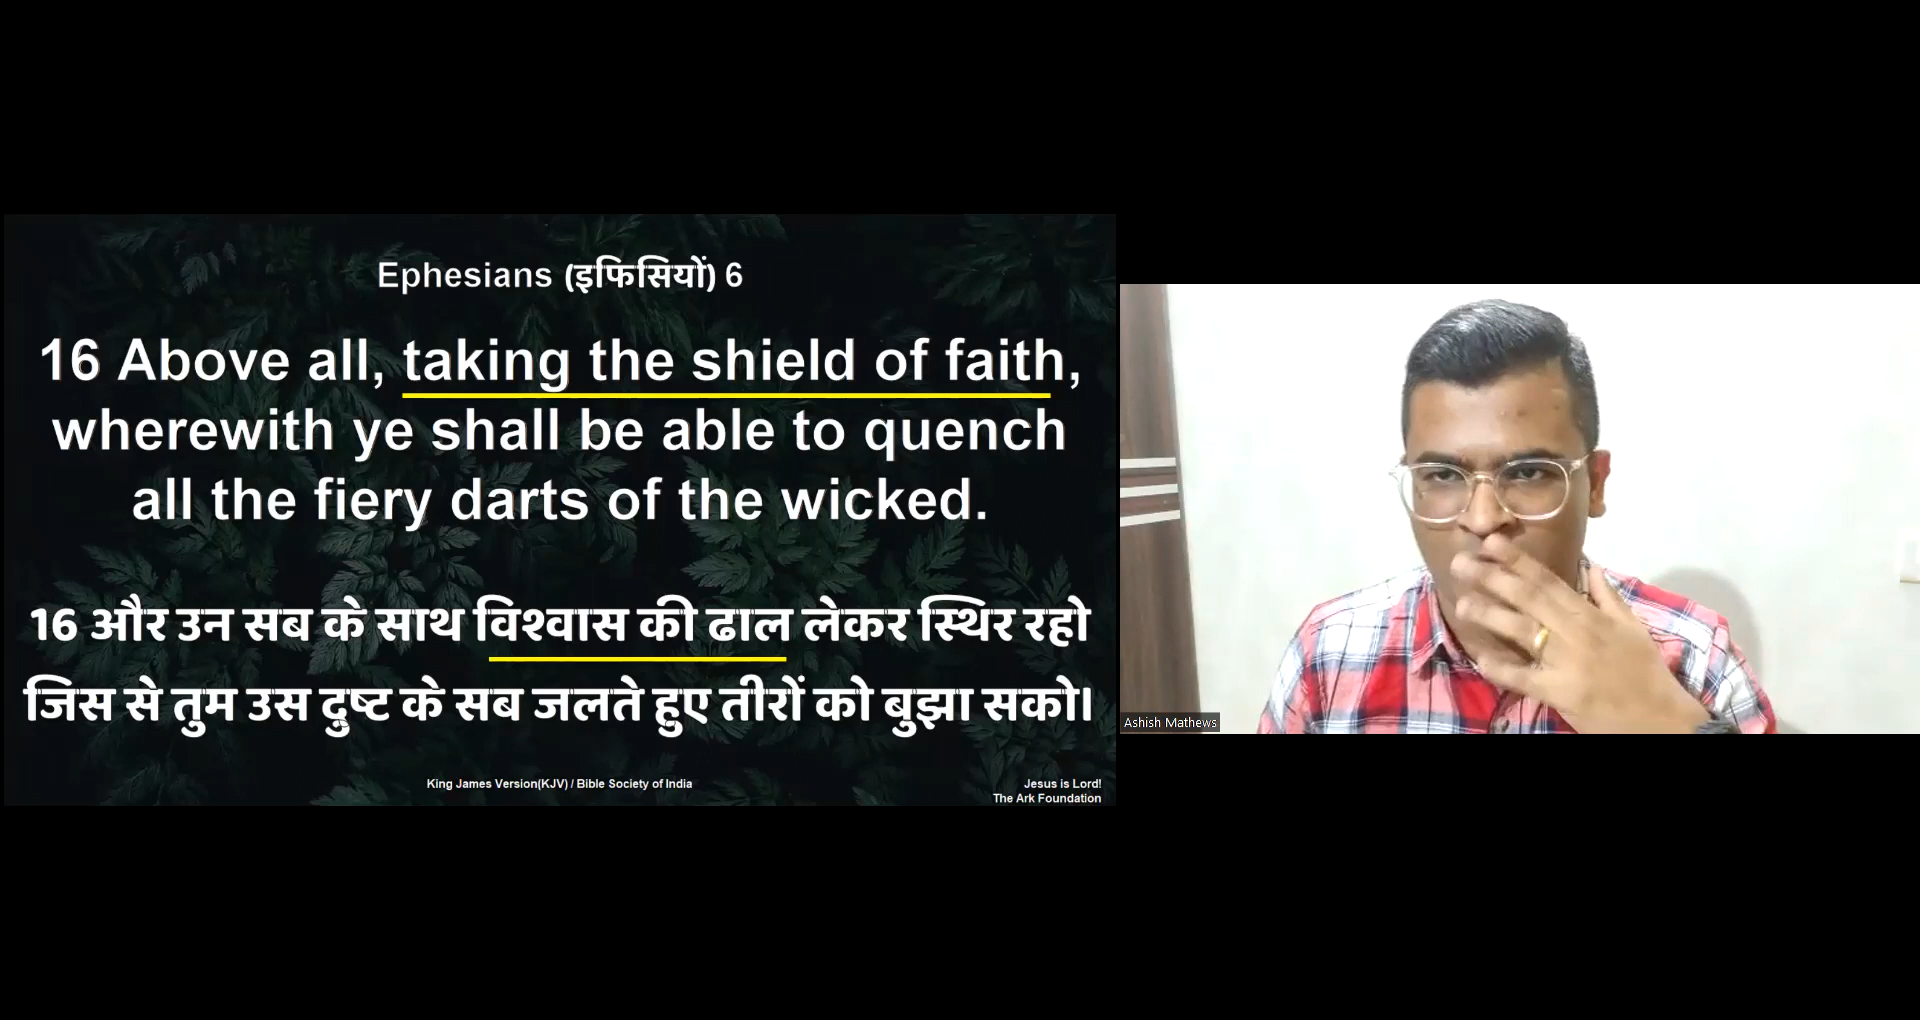 Ephesians (इफिसियों) 6
16 Above all, taking the shield of faith,
wherewith ye shall be able to quench
all the fiery darts of the wicked.
16 और उन सब के साथ विश्वास की ढाल लेकर स्थिर रहो
जिस से तुम उस दुष्ट के सब जलते हुए तीरों को बुझा सको।
King James Version(KJV) / Bible Society of India
Jesus is Lord!
The Ark Foundation
Ashish Mathews